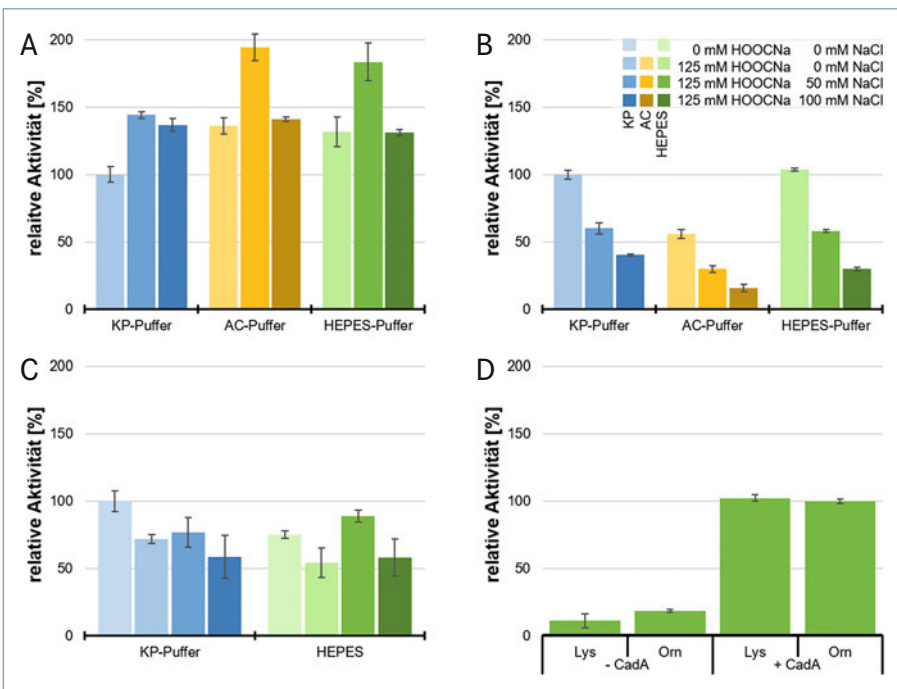 A
relaitve Aktivität [%]
200
150
100
50
0
KP-Puffer AC-Puffer HEPES-Puffer
B
relative Aktivität [%]
200
150
100
50
0
0 mM HOOCNa 0 mM NaCl
125 mM HOOCNa 0 mM NaCl
125 mM HOOCNa 50 mM NaCl
125 mM HOOCNa 100 mM NaCl
KP
AC
HEPES
KP-Puffer AC-Puffer HEPES-Puffer
C
relative Aktivität [%]
200
150
100
50
0
KP-Puffer HEPES
D
relative Aktivität [%]
200
150
100
50
0
Lys Orn Lys Orn
- CadA + CadA